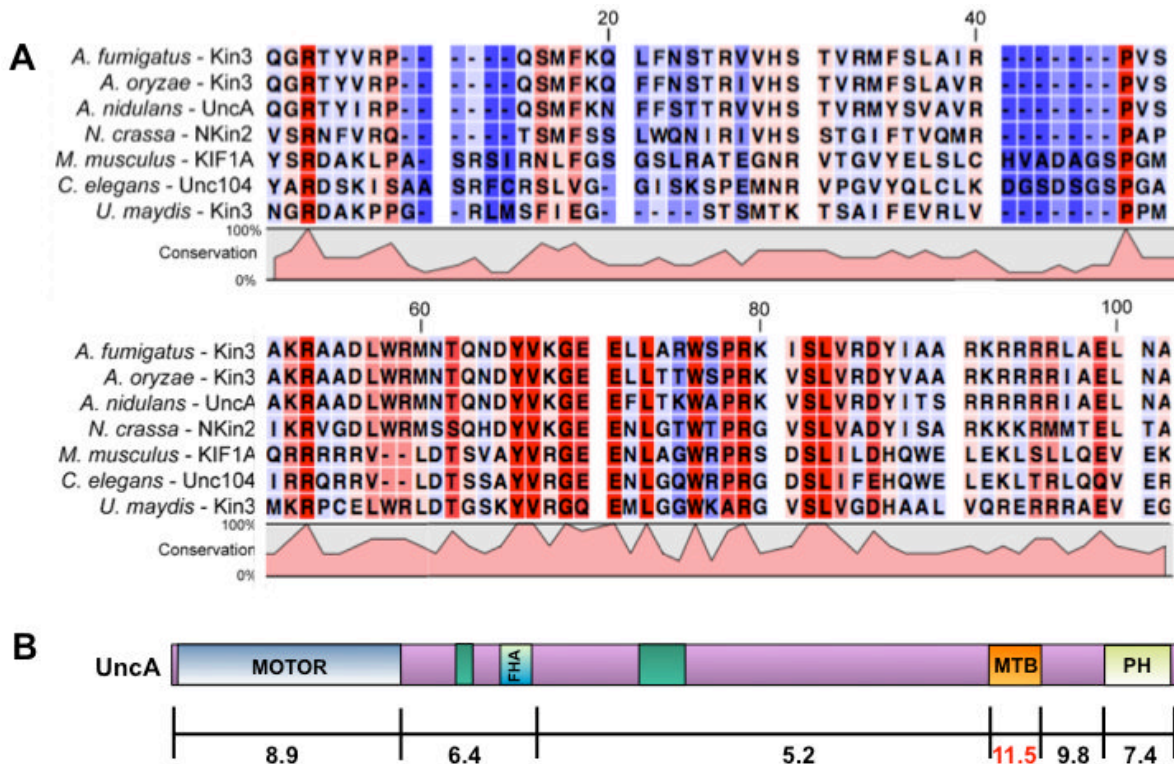 20 40
A
A. fumigatus - Kin3 QGRTYVRP-- ----QSMFKQ LFNSTRVVHS TVRMFSLAIR -------PVS
A. oryzae - Kin3 QGRTYVRP-- ----QSMFKQ FFNSTRIVHS TVRMFSLAIR -------PVS
A. nidulans - UncA QGRTYIRP-- ----QSMFKN FFSTTRVVHS TVRMYSVAVR -------PVS
N. crassa - NKin2 VSRNFVRQ-- ----TSMFSS LWQNIRIVHS STGIFTVQMR -------PAP
M. musculus - KIF1A YSRDAKLPA- SRSIRNLFGS GSLRATEGNR VTGVYELSLC HVADAGSPGM
C. elegans - Unc104 YARDSKISAA SRFCRSLVG- GISKSPEMNR VPGVYQLCLK DGSDSGSPGA
U. maydis - Kin3 NGRDAKPPG- -RLMSFIEG- ----STSMTK TSAIFEVRLV -------PPM
100%
Conservation
0%
60 80 100
A. fumigatus - Kin3 AKRAADLWRMNTQNDYVKGE ELLARWSPRK ISLVRDYIAA RKRRRRLAEL NA
A. oryzae - Kin3 AKRAADLWRMNTQNDYVKGE ELLTTWSPRK VSLVRDYVAA RKRRRRIAEL NA
A. nidulans - UncA AKRAADLWRMNTQNDYVKGE EFLTKWAPRK VSLVRDYITS RRRRRRIAEL NA
N. crassa - NKin2 IKRVGDLWRMSSQHDYVKGE ENLGTWTPRG VSLVADYISA RKKKRMMTEL TA
M. musculus - KIF1A QRRRRRV--LDTSVAYVKGE ENLAGWRPRS DSLILDHQWE LEKLSLLQEV EK
C. elegans - Unc104 IRRQRRV--LDTSSAYVKGE ENLGQWRPRG DSLIFEHQWE LEKLTRLQQV ER
U. maydis - Kin3 MKRPCELWRLDTGSKYVRGQ EMLGGWKARG VSLVGDHAAL VQRERRRAEV EG
100%
Conservation
0%
B
UncA MOTOR FHA MTB PH
8.9 6.4 5.2 11.5 9.8 7.4